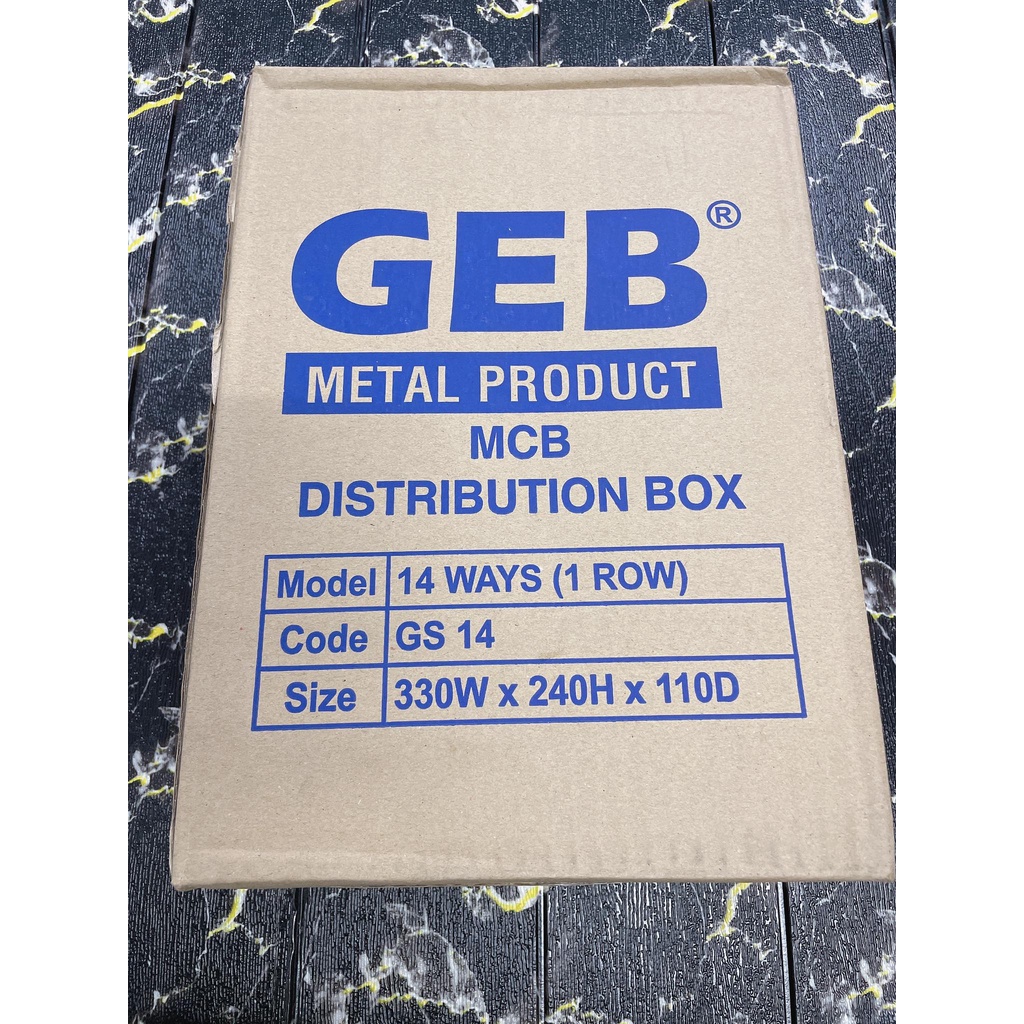 GEB®
METAL PRODUCT
MCB
DISTRIBUTION BOX
Model 14 WAYS (1 ROW)
Code GS 14
Size 330W x 240H x 110D